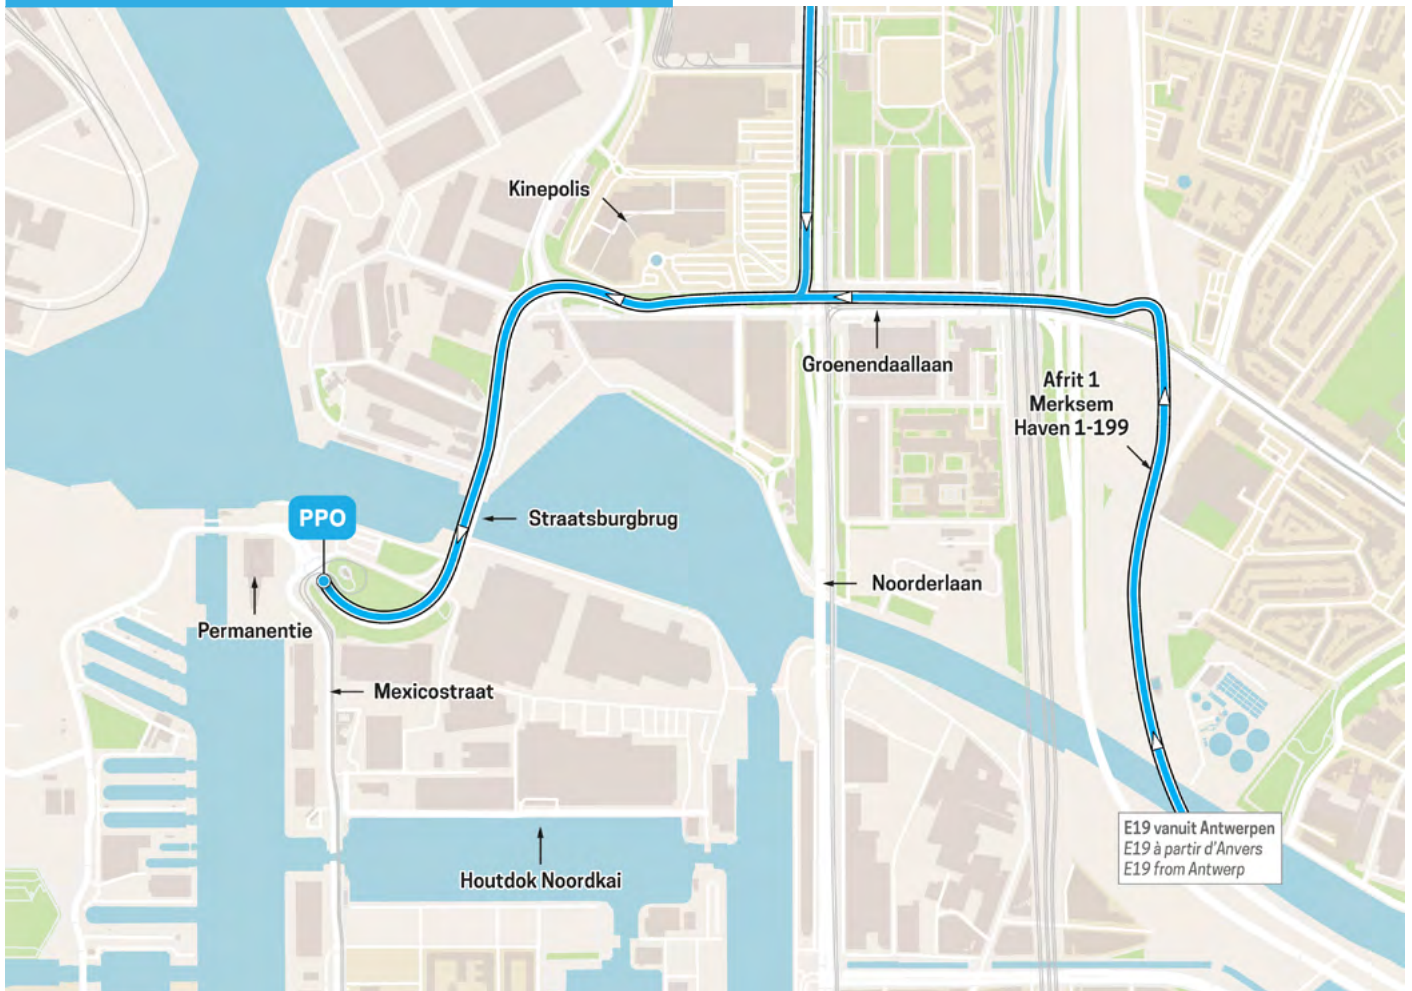 Kinepolis
Groenendaallaan
Afrit 1
Merksem
Haven 1-199
PPO
Straatsburgbrug
Noorderlaan
Permanentie
Mexicostraat
E19 vanuit Antwerpen
E19 à partir d'Anvers
E19 from Antwerp
Houtdok Noordkai